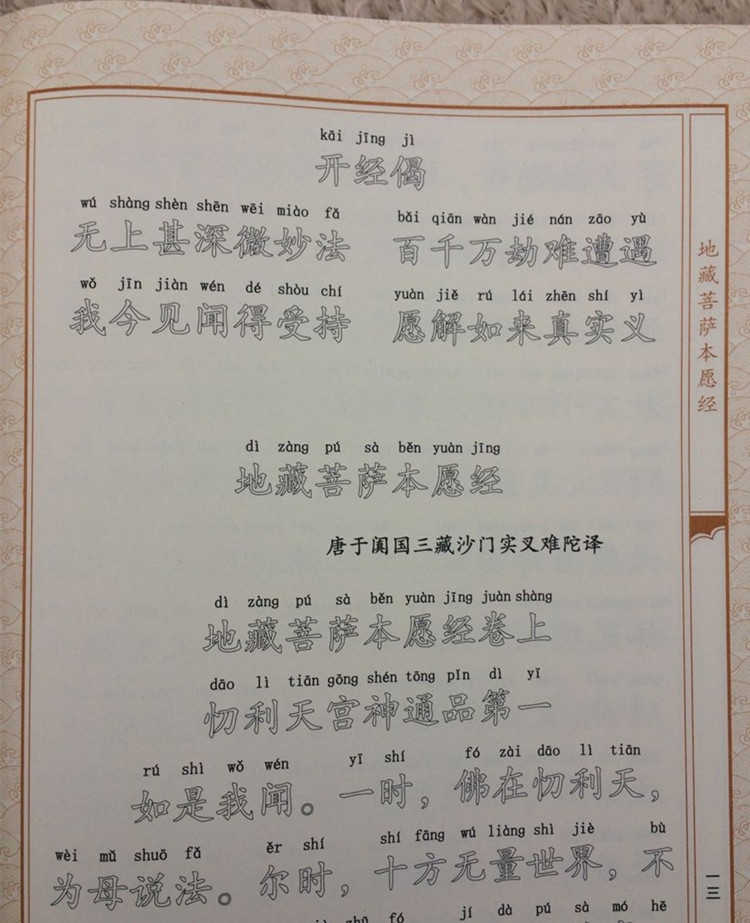 kāi jīng jì
开经偈
wú shàng shèn shēn wēi miào fǎ bǎi qiān wàn jié nán zāo yù
无上甚深微妙法 百千万劫难遭遇
wǒ jīn jiàn wén dé shòu chí yuàn jiě rú lái zhēn shí yì
我今见闻得受持 愿解如来真实义
dì zàng pú sà běn yuàn jīng
地藏菩萨本愿经
唐于阗国三藏沙门实叉难陀译
dì zàng pú sà běn yuàn jīng juàn shàng
地藏菩萨本愿经卷上
dāo lì tiān gōng shén tōng pǐn dì yī
忉利天宫神通品第一
rú shì wǒ wén yī shí fó zài dāo lì tiān
如是我闻。一时，佛在忉利天，
wèi mǔ shuō fǎ ěr shí shí fāng wú liàng shì jiè bù
为母说法。尔时，十方无量世界，不
jí dà pú sà mó hē
地藏菩萨本愿经
一三